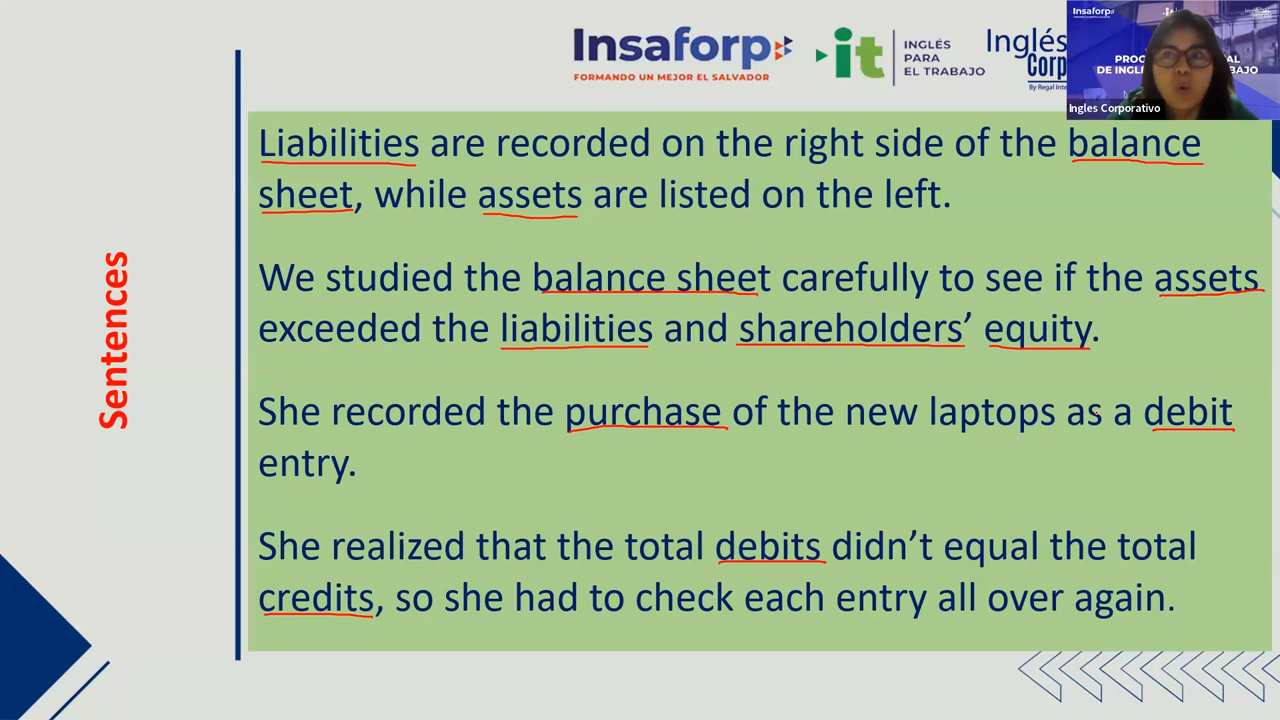 Insaforp
FORMANDO UN MEJOR EL SALVADOR
it
INGLÉS
PARA
EL TRABAJO
Inglés
Corp
By Regal
Insaforp
it
DE
Ingles Corporativo
Sentences
Liabilities are recorded on the right side of the balance
sheet, while assets are listed on the left.
We studied the balance sheet carefully to see if the assets
exceeded the liabilities and shareholders’ equity.
She recorded the purchase of the new laptops as a debit
entry.
She realized that the total debits didn’t equal the total
credits, so she had to check each entry all over again.